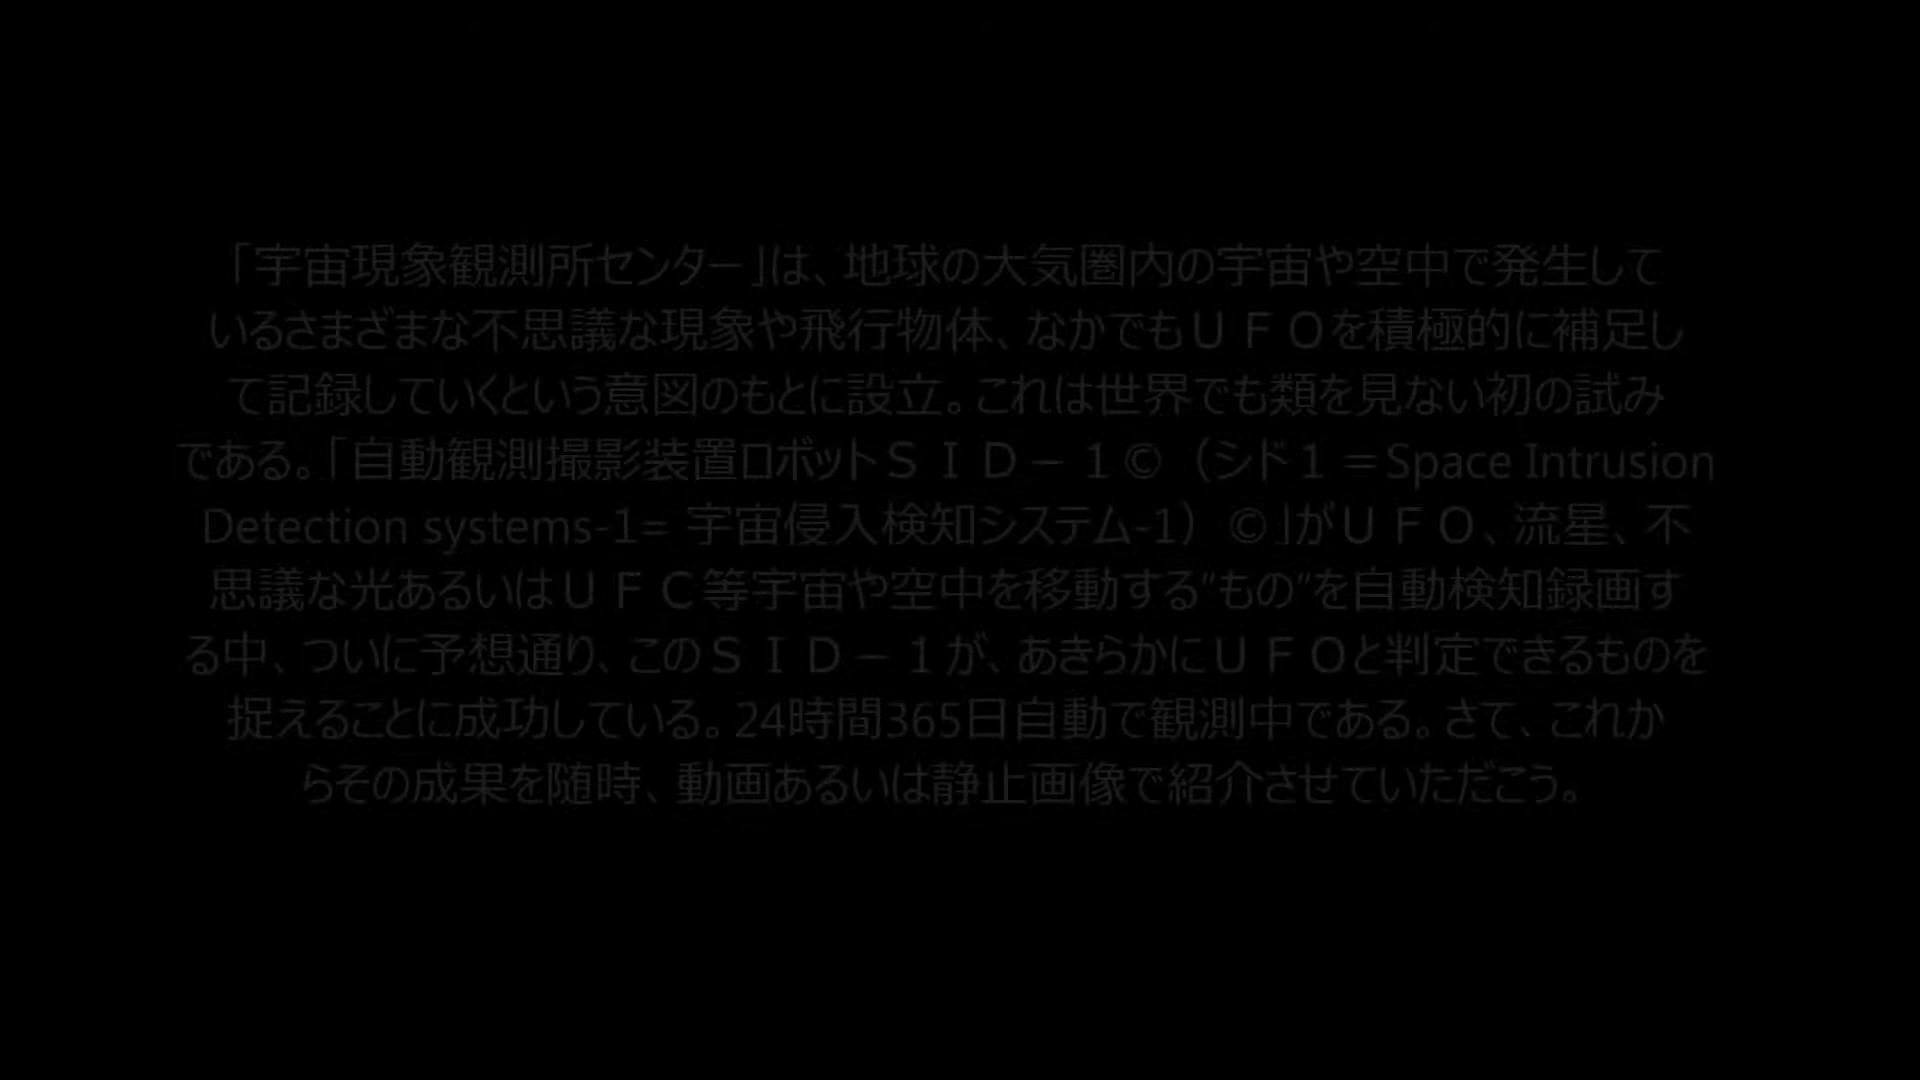 「宇宙現象観測所センター」は、地球の大気圏内の宇宙や空中で発生して
いるさまざまな不思議な現象や飛行物体、なかでもＵＦＯを積極的に補足し
て記録していくという意図のもとに設立。これは世界でも類を見ない初の試み
である。「自動観測撮影装置ロボットＳＩＤ－１©（シド１＝Space Intrusion
Detection systems-1= 宇宙侵入検知システム-1）©」がＵＦＯ、流星、不
思議な光あるいはＵＦＣ等宇宙や空中を移動する”もの”を自動検知録画す
る中、ついに予想通り、このＳＩＤ－１が、あきらかにＵＦＯと判定できるものを
捉えることに成功している。24時間365日自動で観測中である。さて、これか
らその成果を随時、動画あるいは静止画像で紹介させていただこう。